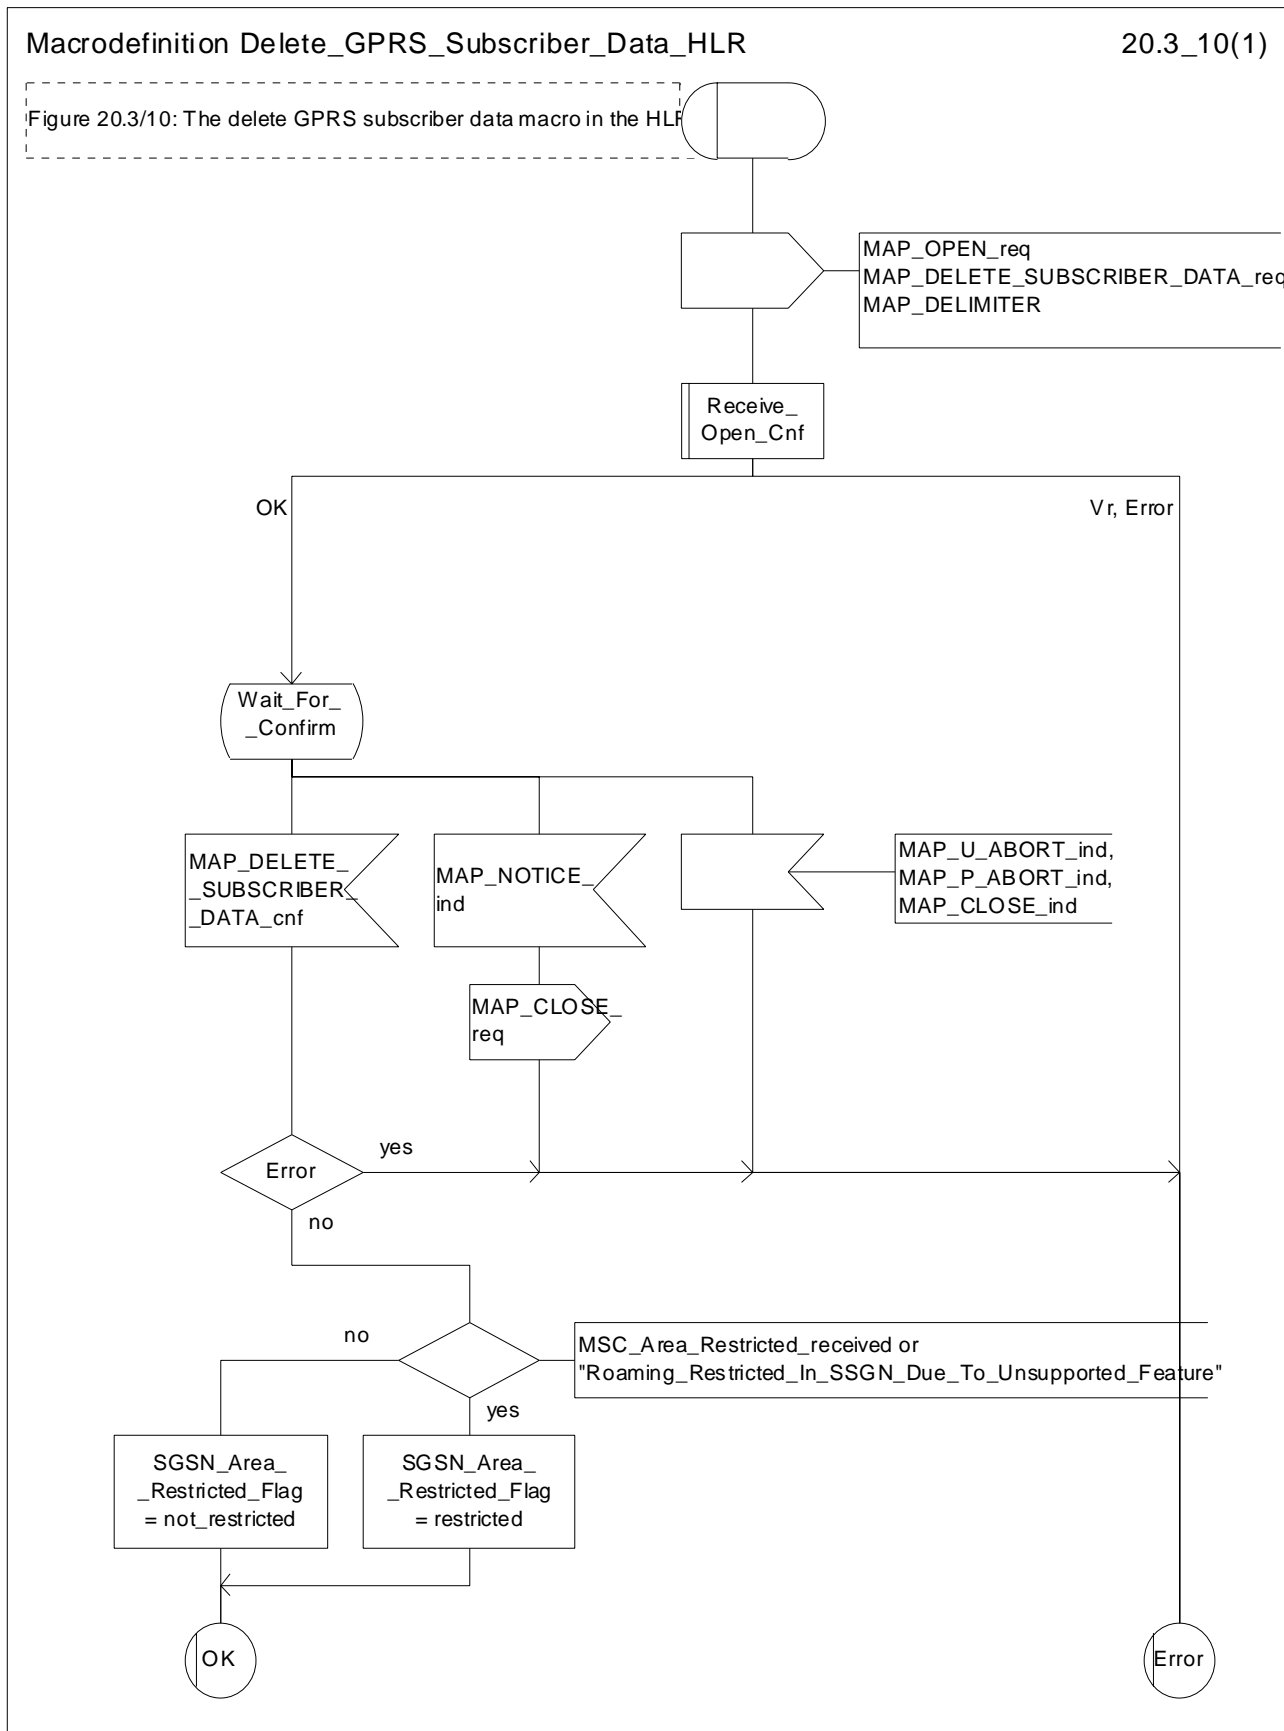 Macrodefinition Delete_GPRS_Subscriber_Data_HLR
20.3_10(1)
Figure 20.3/10: The delete GPRS subscriber data macro in the HLR
MAP_OPEN_req
MAP_DELETE_SUBSCRIBER_DATA_req
MAP_DELIMITER
Receive_
Open_Cnf
OK
Vr, Error
Wait_For_
_Confirm
MAP_DELETE_
_SUBSCRIBER_
_DATA_cnf
MAP_NOTICE_
ind
MAP_U_ABORT_ind,
MAP_P_ABORT_ind,
MAP_CLOSE_ind
MAP_CLOSE_
req
Error
yes
no
no
MSC_Area_Restricted_received or
"Roaming_Restricted_In_SSGN_Due_To_Unsupported_Feature"
yes
SGSN_Area_
_Restricted_Flag
= not_restricted
SGSN_Area_
_Restricted_Flag
= restricted
OK
Error